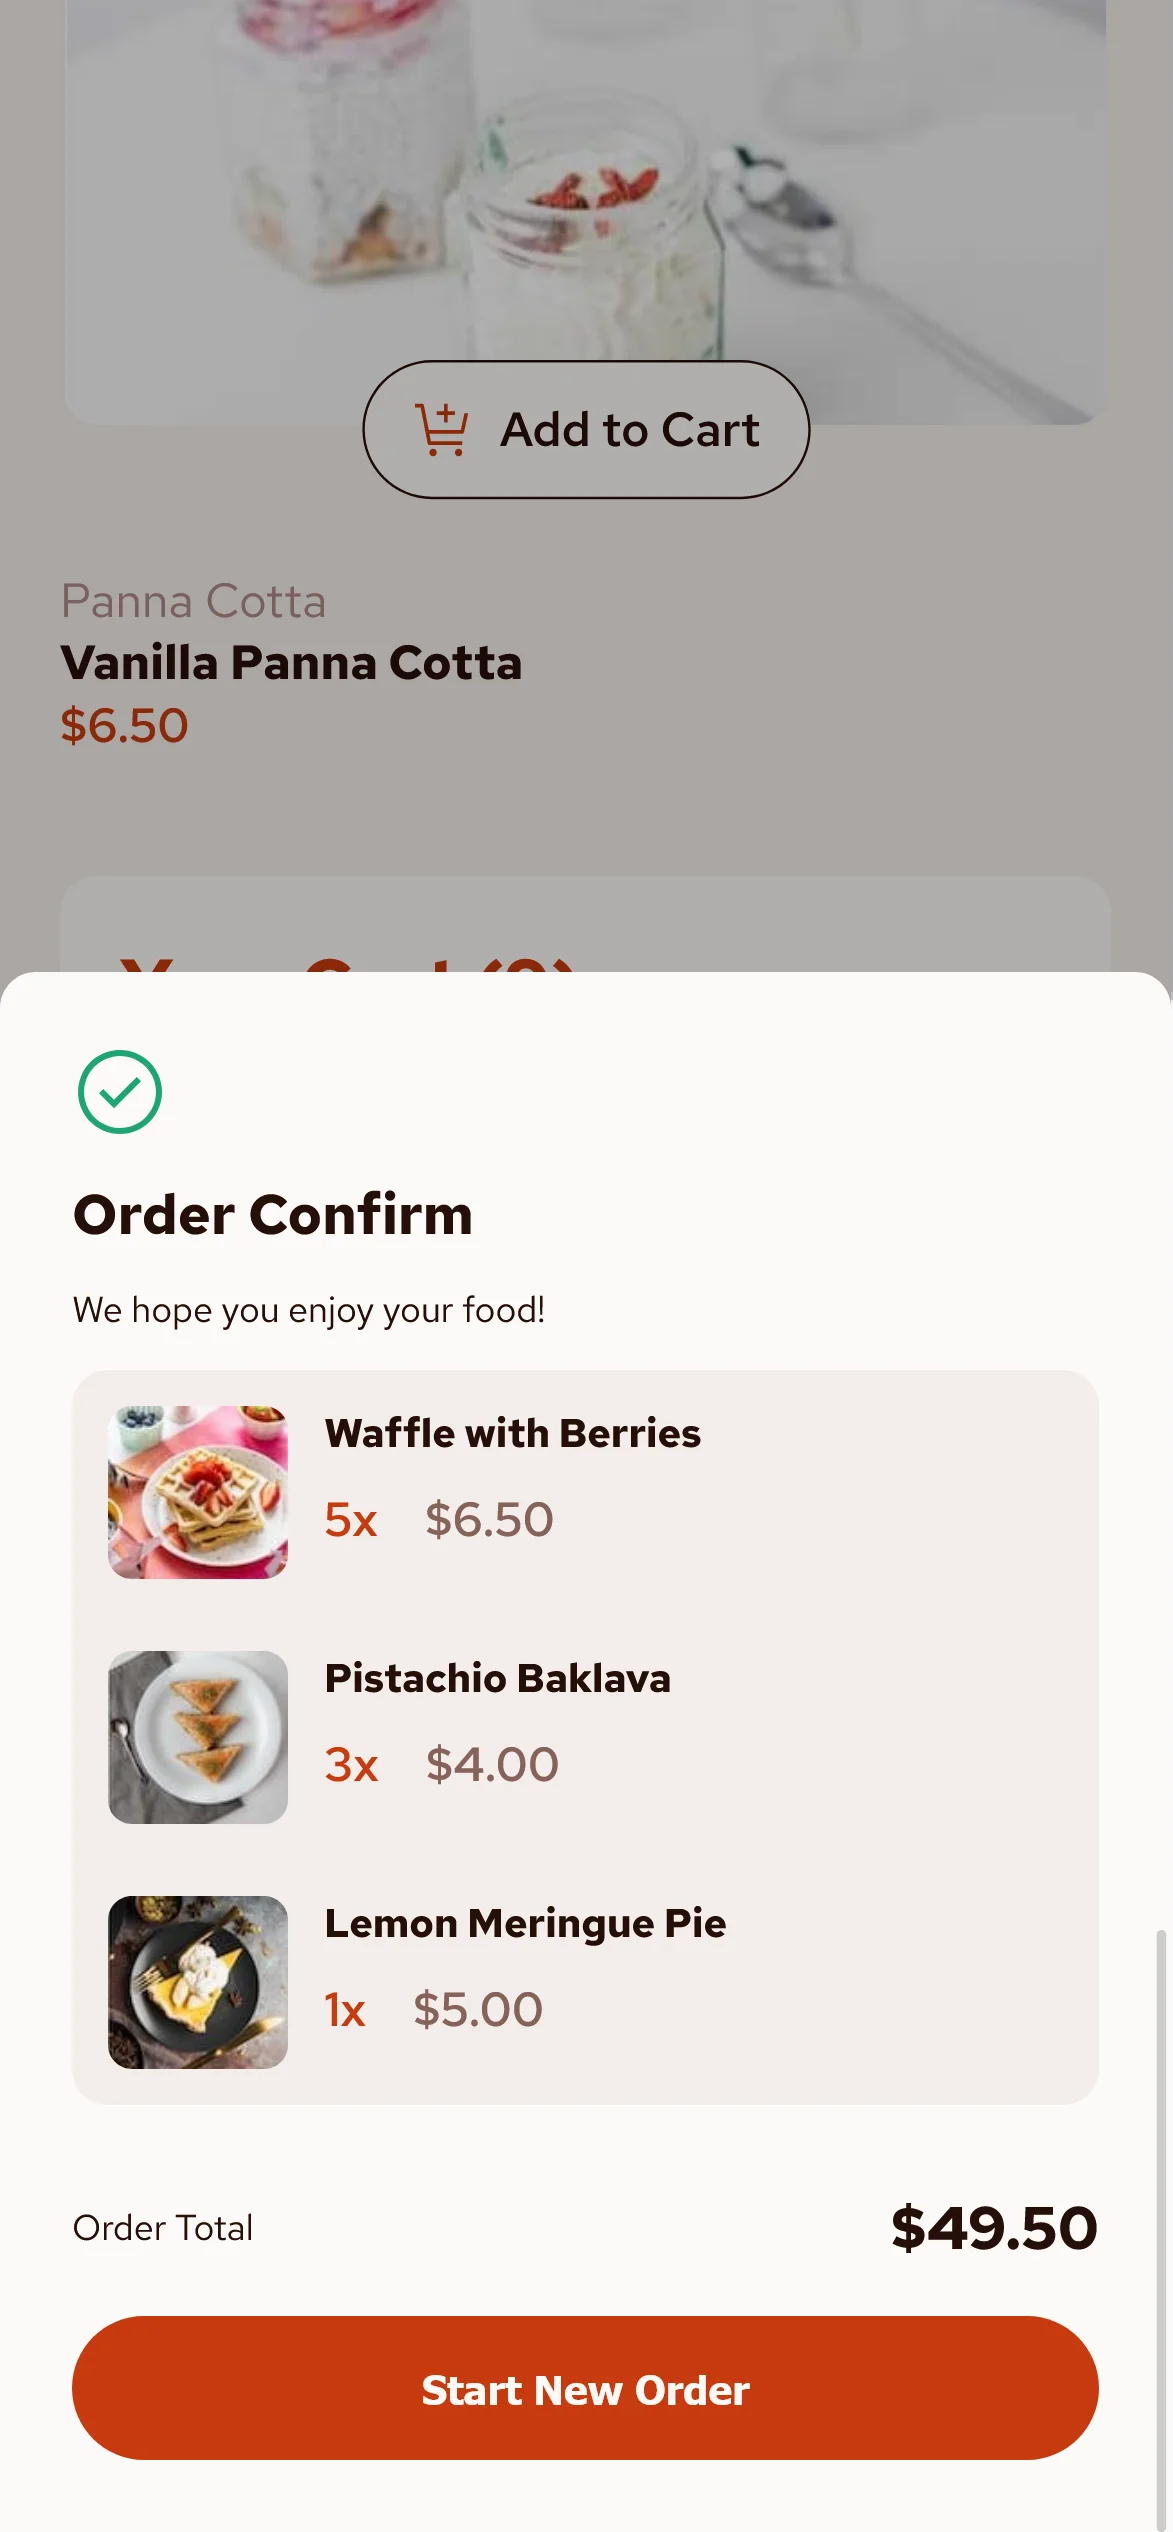 Add to Cart
Panna Cotta
Vanilla Panna Cotta
$6.50
Order Confirm
We hope you enjoy your food!
Waffle with Berries
5x $6.50
Pistachio Baklava
3x $4.00
Lemon Meringue Pie
1x $5.00
Order Total $49.50
Start New Order